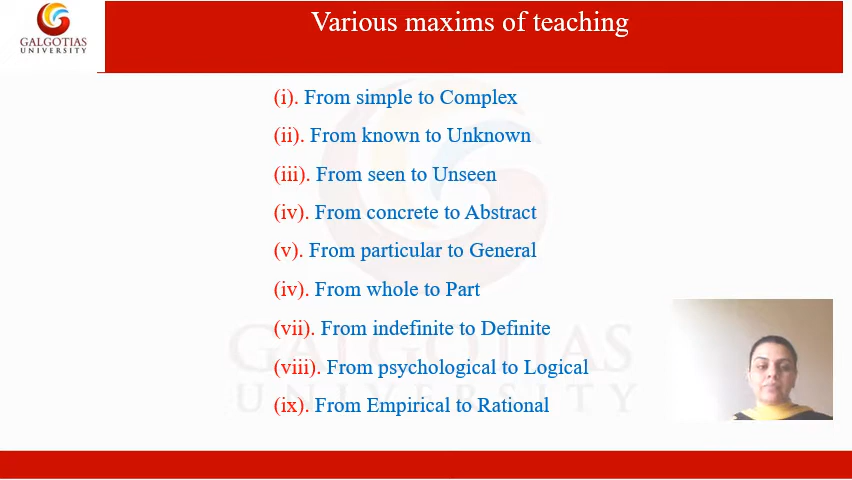 GALGOTIAS
UNIVERSITY
Various maxims of teaching
(i). From simple to Complex
(ii). From known to Unknown
(iii). From seen to Unseen
(iv). From concrete to Abstract
(v). From particular to General
(iv). From whole to Part
(vii). From indefinite to Definite
(viii). From psychological to Logical
(ix). From Empirical to Rational
GALGOTIAS
UNIVERSITY